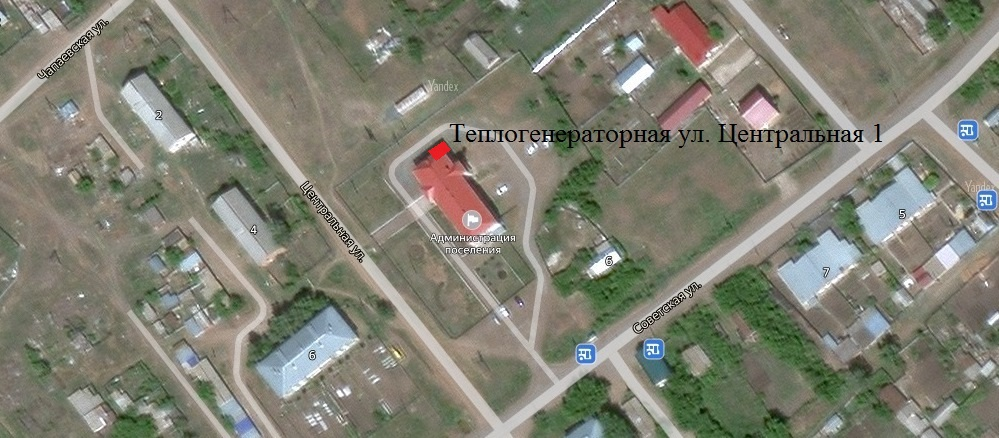 Чапаевская ул.
Yandex
2
Теплогенераторная ул. Центральная 1
Yandex
Центральная ул.
4
5
Администрация
поселения
6
7
Советская ул.
6